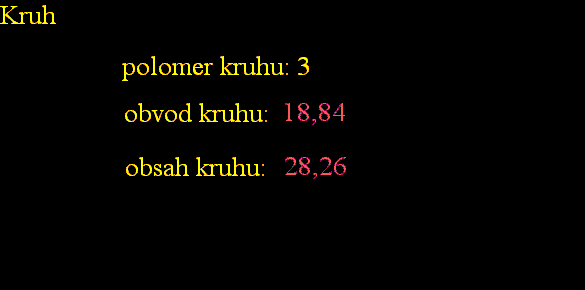 Kruh
polomer kruhu: 3
obvod kruhu: 18,84
obsah kruhu: 28,26